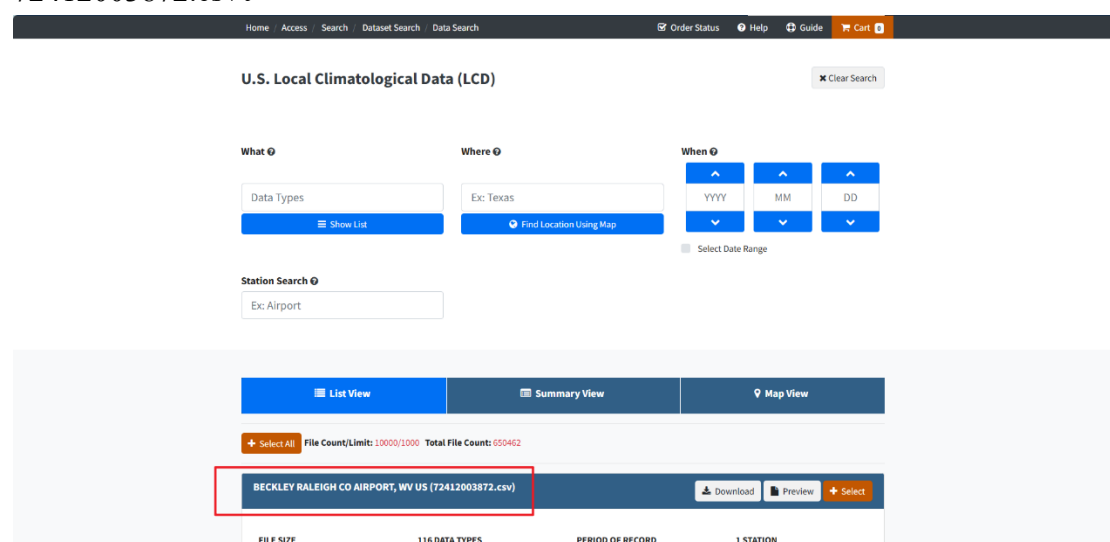 Home / Access / Search / Dataset Search / Data Search
Order Status Help Guide Cart 0
U.S. Local Climatological Data (LCD)
Clear Search
What
Where
When
Data Types
Ex: Texas
YYYY MM DD
Show List
Find Location Using Map
Select Date Range
Station Search
Ex: Airport
List View
Summary View
Map View
Select All File Count/Limit: 10000/1000 Total File Count: 650462
BECKLEY RALEIGH CO AIRPORT, WV US (72412003872.csv)
Download Preview Select
FILE SIZE 116 DATA TYPES PERIOD OF RECORD 1 STATION